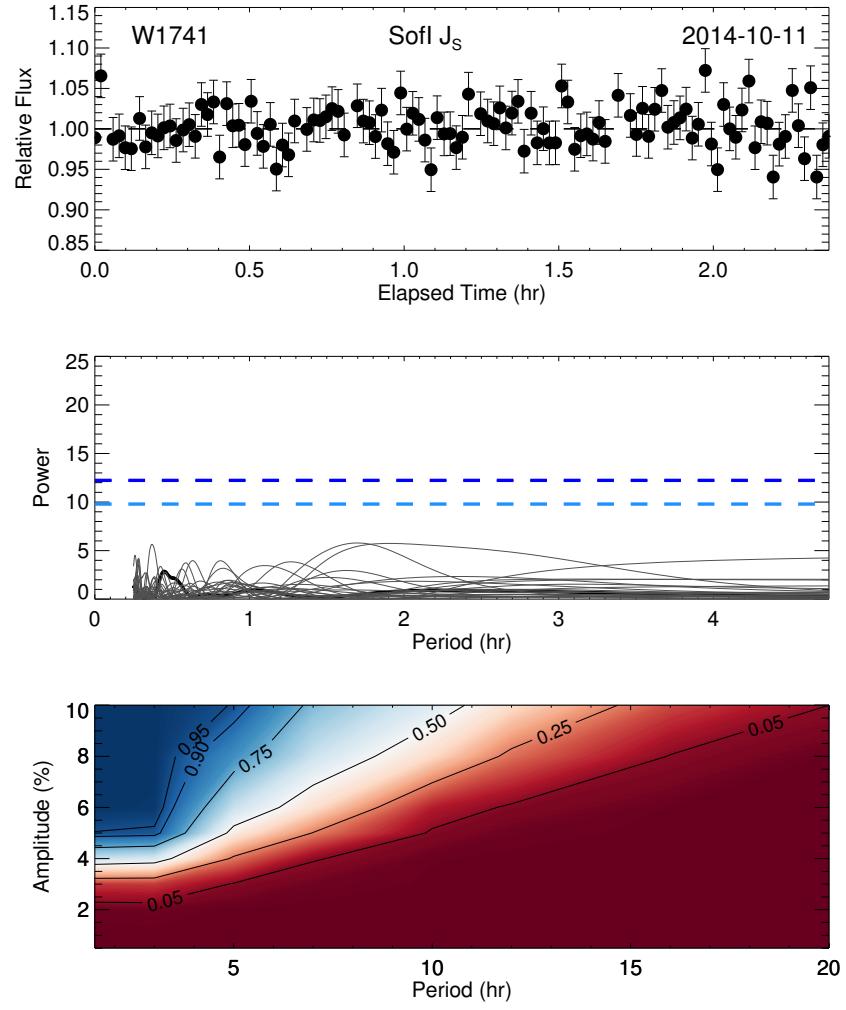 W1741 SofI J_S 2014-10-11
1.15
1.10
1.05
1.00
0.95
0.90
0.85
Relative Flux
0.0 0.5 1.0 1.5 2.0
Elapsed Time (hr)
25
20
15
10
5
0
Power
0 1 2 3 4
Period (hr)
10
8
6
4
2
Amplitude (%)
0.95
0.90
0.75
0.50
0.25
0.05
0.05
5 10 15 20
Period (hr)